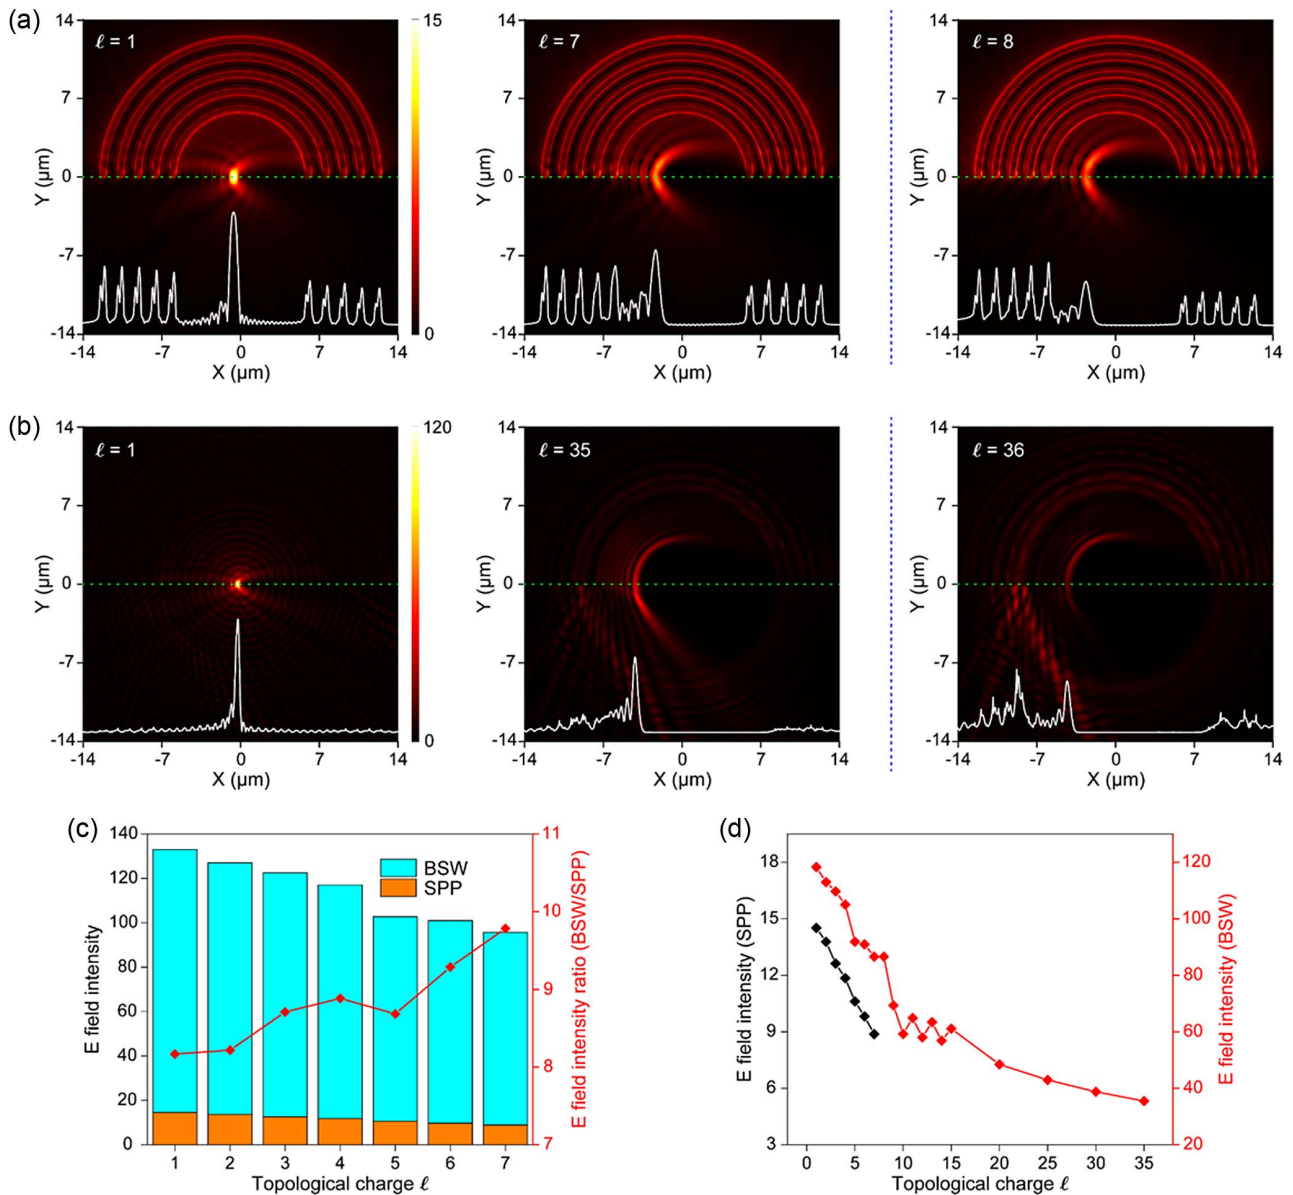 (a)
ℓ = 1
15
0
ℓ = 7
ℓ = 8
14
7
0
-7
-14
Y (μm)
-14 -7 0 7 14
X (μm)
14
7
0
-7
-14
Y (μm)
-14 -7 0 7 14
X (μm)
14
7
0
-7
-14
Y (μm)
-14 -7 0 7 14
X (μm)
(b)
ℓ = 1
120
0
ℓ = 35
ℓ = 36
14
7
0
-7
-14
Y (μm)
-14 -7 0 7 14
X (μm)
14
7
0
-7
-14
Y (μm)
-14 -7 0 7 14
X (μm)
14
7
0
-7
-14
Y (μm)
-14 -7 0 7 14
X (μm)
(c)
140
120
100
80
60
40
20
0
E field intensity
BSW
SPP
11
10
9
8
7
E field intensity ratio (BSW/SPP)
1 2 3 4 5 6 7
Topological charge ℓ
(d)
18
15
12
9
6
3
E field intensity (SPP)
120
100
80
60
40
20
E field intensity (BSW)
0 5 10 15 20 25 30 35
Topological charge ℓ